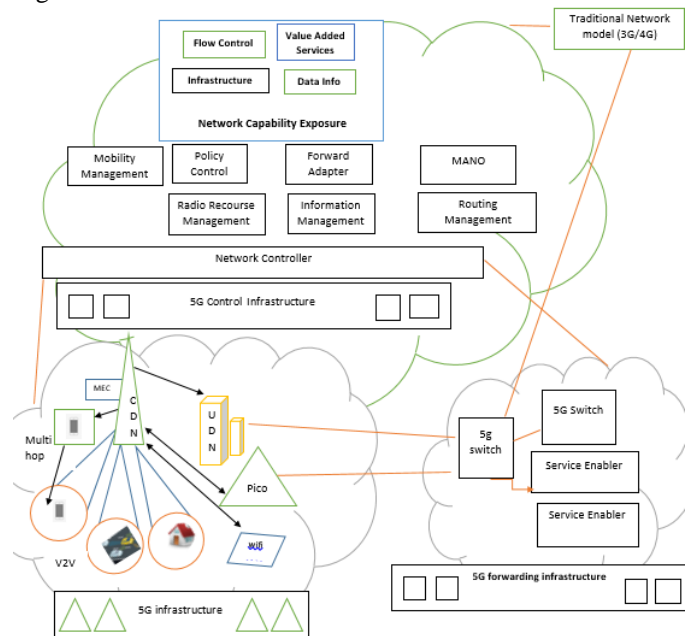 Traditional Network
model (3G/4G)
Flow Control
Value Added
Services
Infrastructure
Data Info
Network Capability Exposure
Mobility
Management
Policy
Control
Forward
Adapter
MANO
Radio Recourse
Management
Information
Management
Routing
Management
Network Controller
5G Control Infrastructure
MEC
C
D
N
U
D
N
Multi
hop
Pico
wifi
V2V
5G infrastructure
5g
switch
5G Switch
Service Enabler
Service Enabler
5G forwarding infrastructure